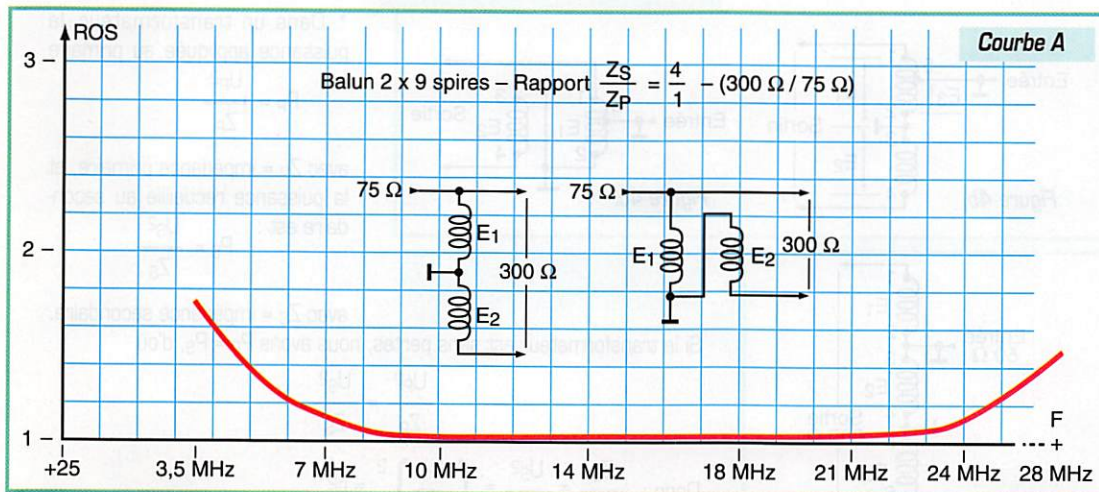 ROS
Courbe A
3
Balun 2 x 9 spires – Rapport ZS/ZP = 4/1 – (300 Ω / 75 Ω)
75 Ω
E1
300 Ω
E2
75 Ω
E1
E2
300 Ω
2
1
F
+25
3,5 MHz
7 MHz
10 MHz
14 MHz
18 MHz
21 MHz
24 MHz
+
28 MHz